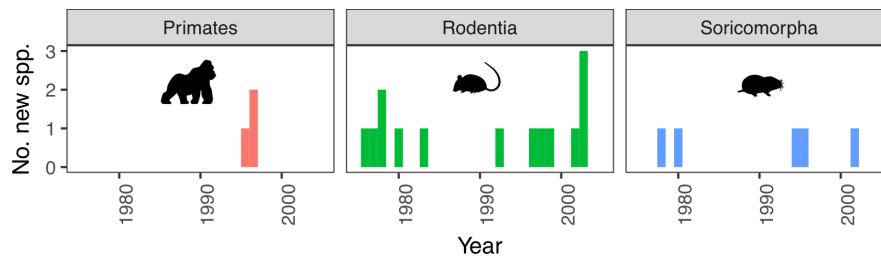 Primates
Rodentia
Soricomorpha
No. new spp.
3
2
1
0
1980
1990
2000
1980
1990
2000
1980
1990
2000
Year